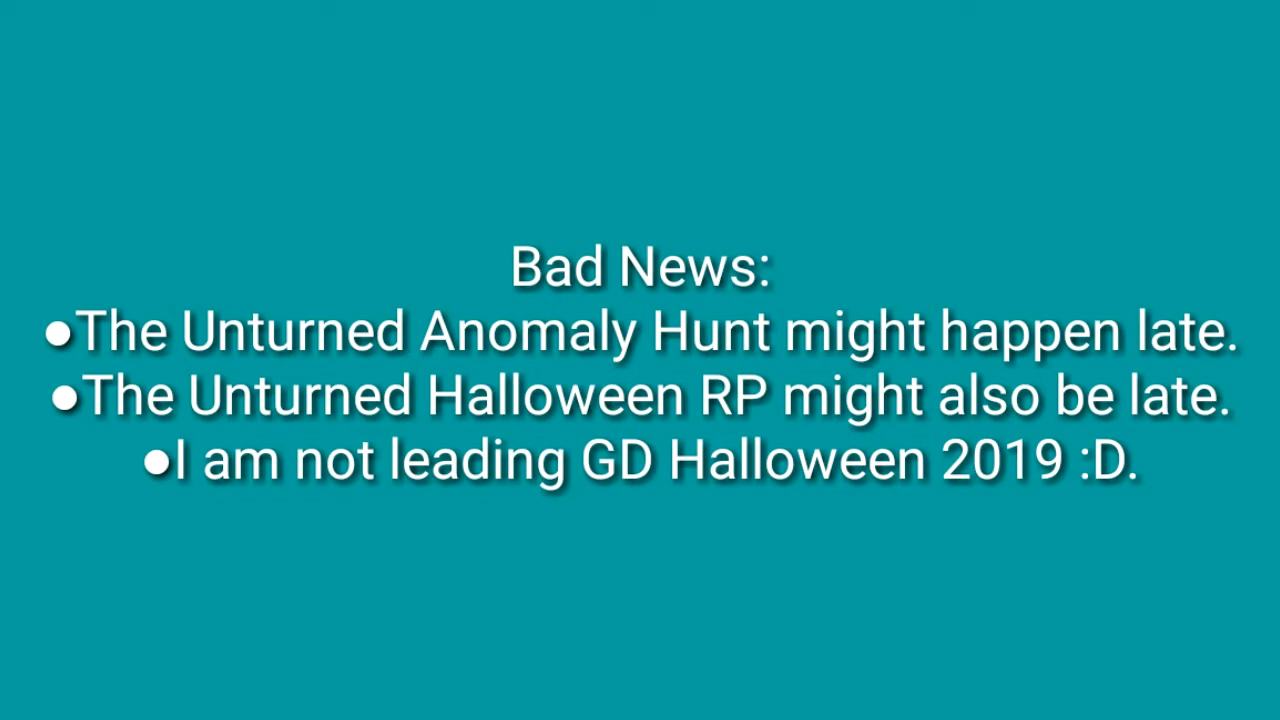 Bad News:
●The Unturned Anomaly Hunt might happen late.
●The Unturned Halloween RP might also be late.
●I am not leading GD Halloween 2019 :D.